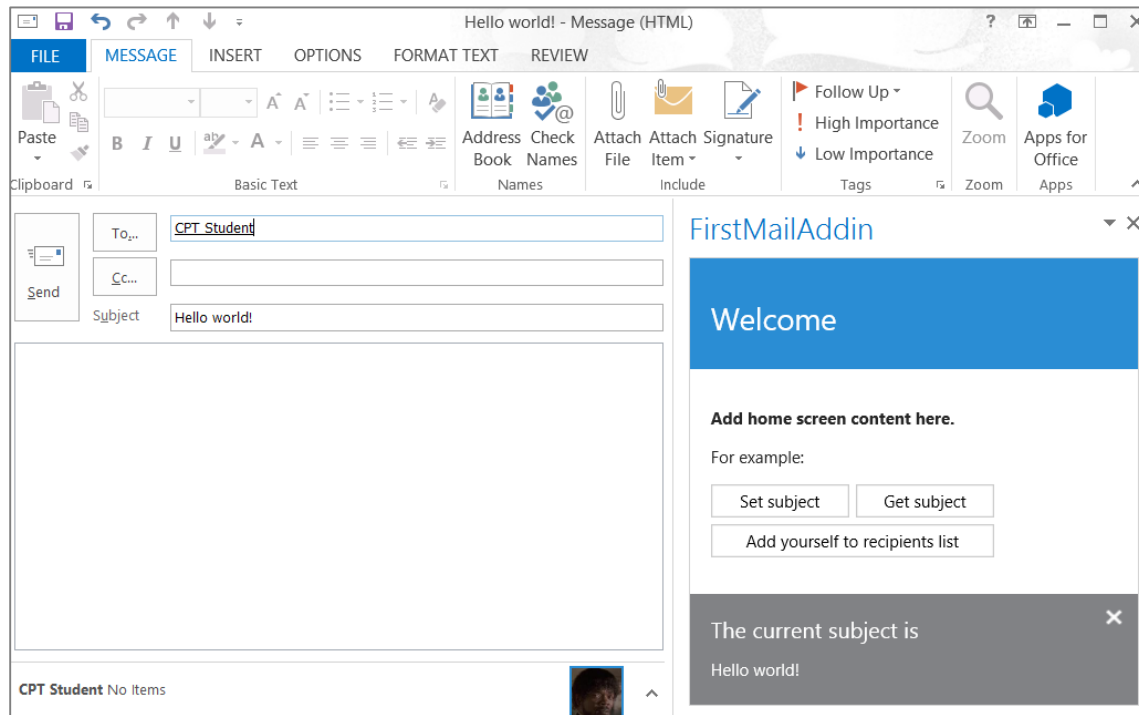 Hello world! - Message (HTML)
?
FILE MESSAGE INSERT OPTIONS FORMAT TEXT REVIEW
Paste
A A
B I U aby A
Address Book
Check Names
Attach File
Attach Item
Signature
Follow Up
! High Importance
Low Importance
Zoom
Apps for Office
Clipboard Basic Text Names Include Tags Zoom Apps
Send
To...
CPT Student
Cc...
Subject
Hello world!
CPT Student No Items
FirstMailAddin
Welcome
Add home screen content here.
For example:
Set subject Get subject
Add yourself to recipients list
The current subject is
Hello world!